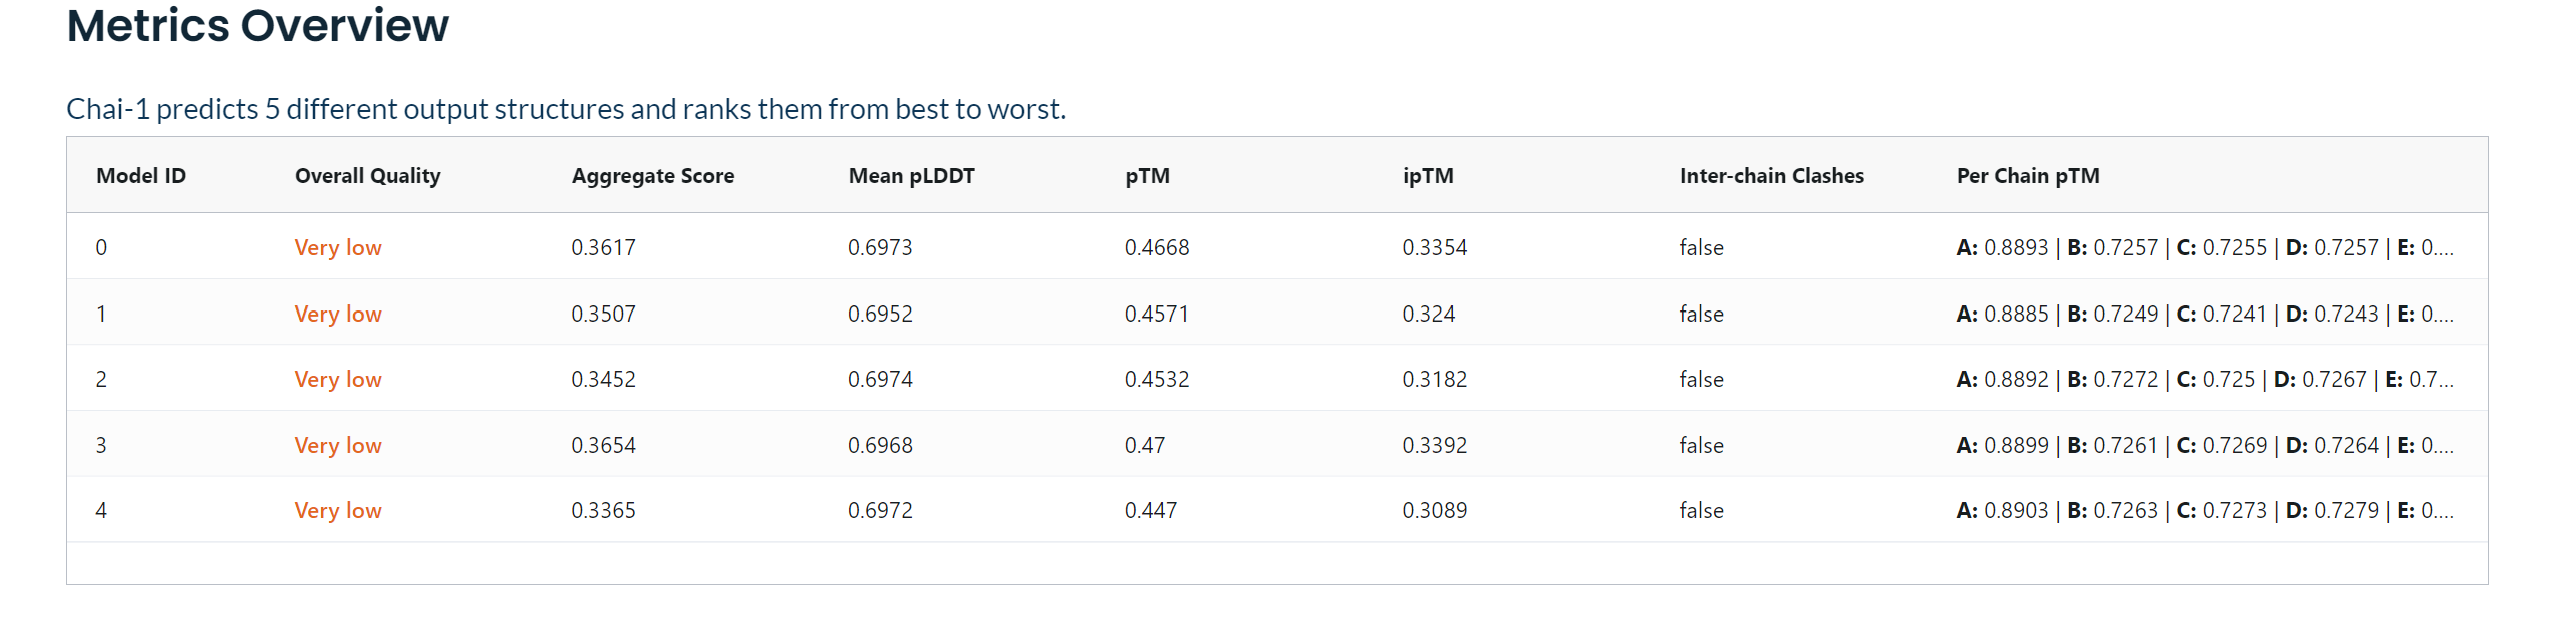 Metrics Overview
Chai-1 predicts 5 different output structures and ranks them from best to worst.
Model ID Overall Quality Aggregate Score Mean pLDDT pTM ipTM Inter-chain Clashes Per Chain pTM
0 Very low 0.3617 0.6973 0.4668 0.3354 false A: 0.8893 | B: 0.7257 | C: 0.7255 | D: 0.7257 | E: 0....
1 Very low 0.3507 0.6952 0.4571 0.324 false A: 0.8885 | B: 0.7249 | C: 0.7241 | D: 0.7243 | E: 0....
2 Very low 0.3452 0.6974 0.4532 0.3182 false A: 0.8892 | B: 0.7272 | C: 0.725 | D: 0.7267 | E: 0.7...
3 Very low 0.3654 0.6968 0.47 0.3392 false A: 0.8899 | B: 0.7261 | C: 0.7269 | D: 0.7264 | E: 0....
4 Very low 0.3365 0.6972 0.447 0.3089 false A: 0.8903 | B: 0.7263 | C: 0.7273 | D: 0.7279 | E: 0....